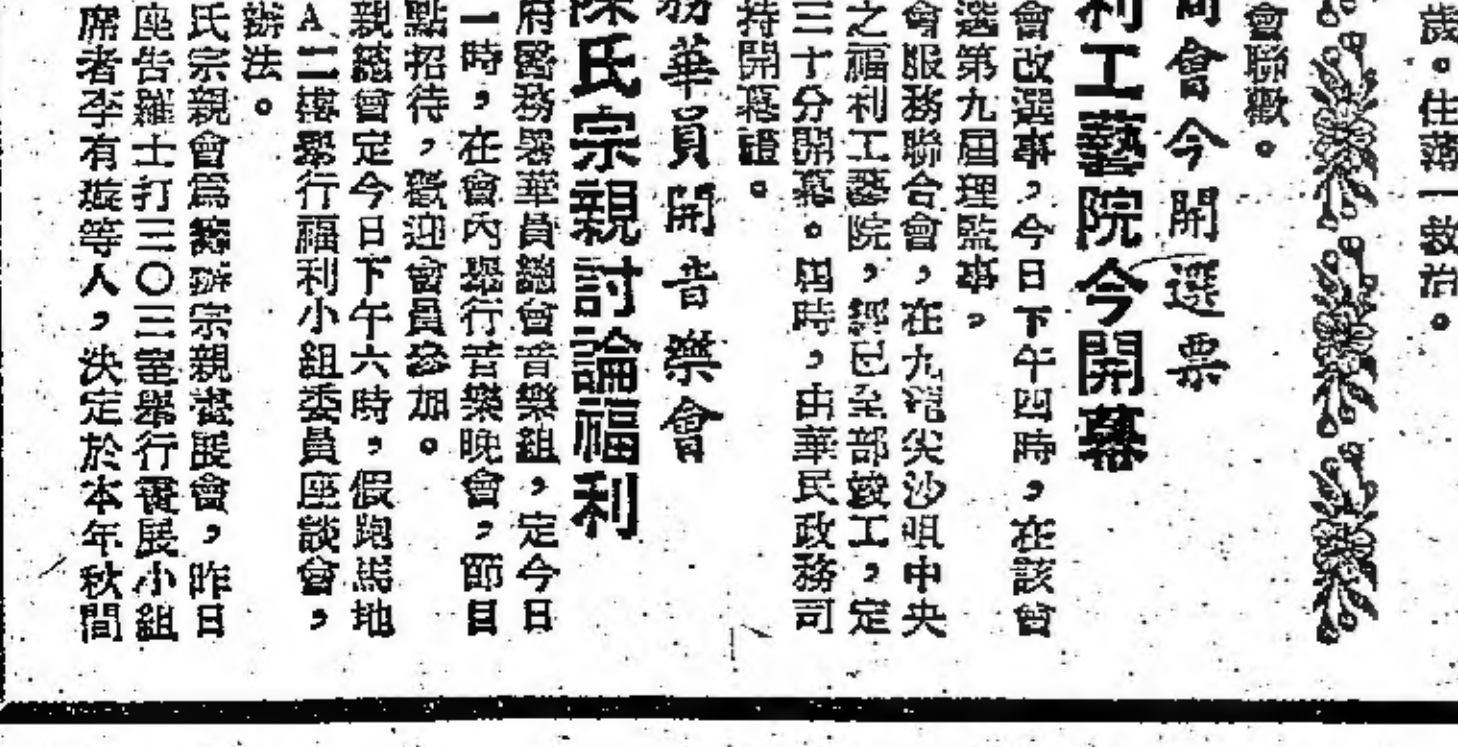 歲。住落一救治。
會聯歡。
商會今開選票
會改選事,今日下午四時,在該會
選第九屆理監事,
利工藝院今開幕
會服務聯合會,在九龍尖沙咀中央
之福利工藝院,經已全部竣工,定
三十分開幕。四時,由華民政務司
持開幕禮。
務華員開音樂會
府醫務署華員總會音樂組,定今日
一時,在會內舉行音樂晚會,節目
點招待,歡迎會員參加。
陳氏宗親討論福利
親總會定今日下午六時,假跑馬地
A二樓舉行福利小組委員座談會,
辦法。
氏宗親會爲籌辦宗親書展會,昨日
座告羅士打三〇三室舉行書展小組
席者李有璇等人,決定於本年秋間